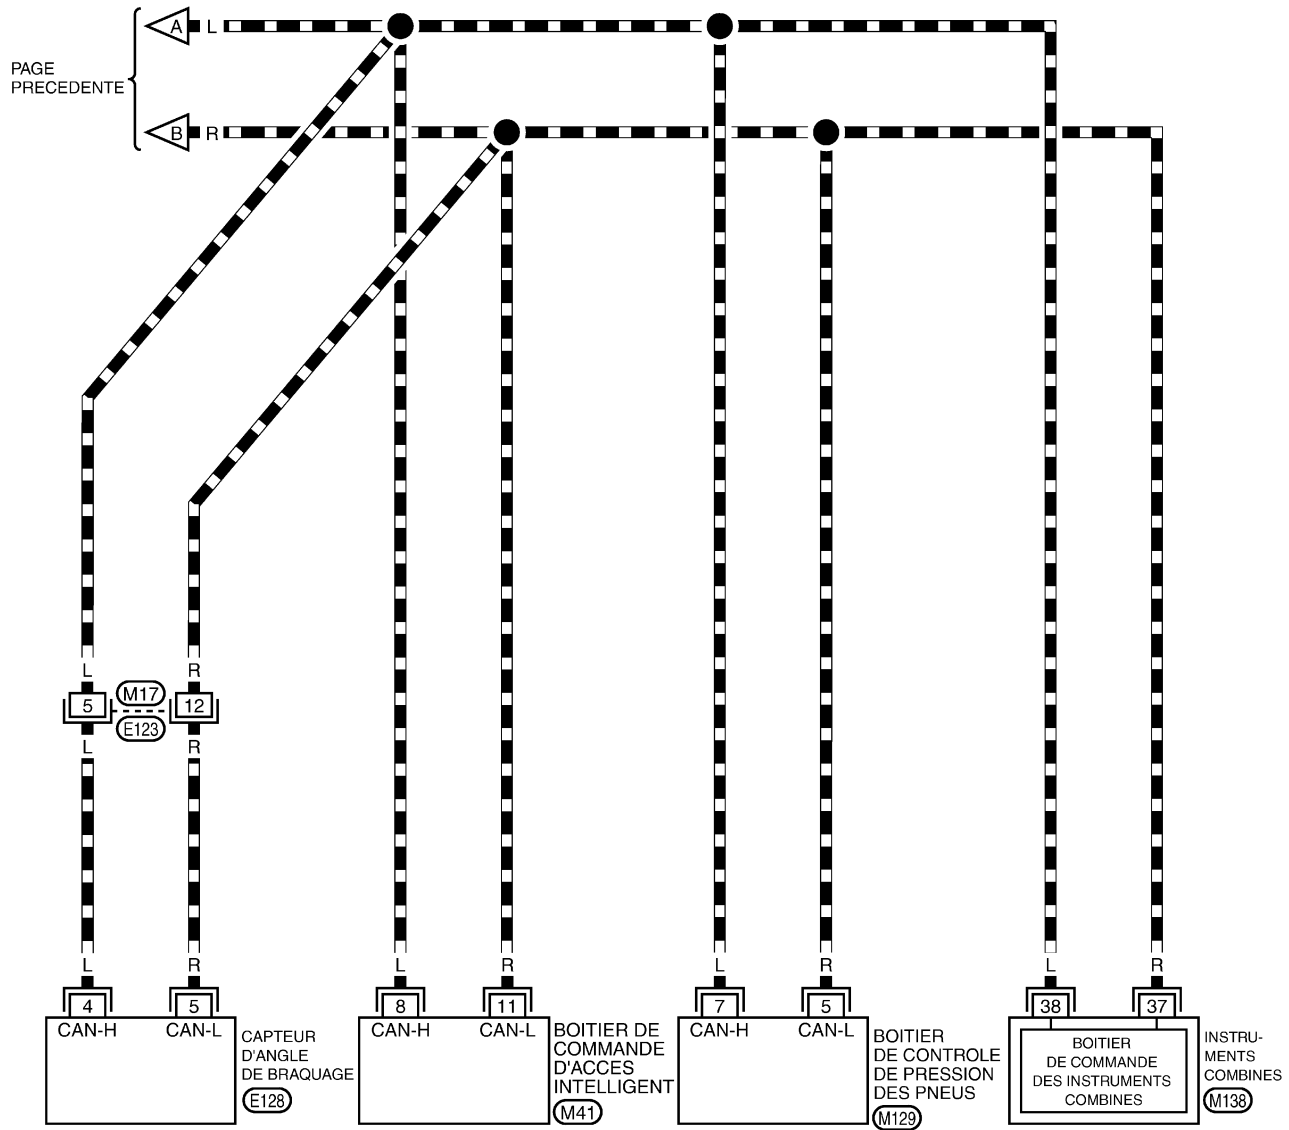 PAGE
PRECEDENTE
A L
B R
L R
5 M17 12
E123
L R
L R L R L R L R
4 5 8 11 7 5 38 37
CAN-H CAN-L
CAPTEUR
D'ANGLE
DE BRAQUAGE
E128
CAN-H CAN-L
BOITIER DE
COMMANDE
D'ACCES
INTELLIGENT
M41
CAN-H CAN-L
BOITIER
DE CONTROLE
DE PRESSION
DES PNEUS
M129
BOITIER
DE COMMANDE
DES INSTRUMENTS
COMBINES
INSTRU-
MENTS
COMBINES
M138